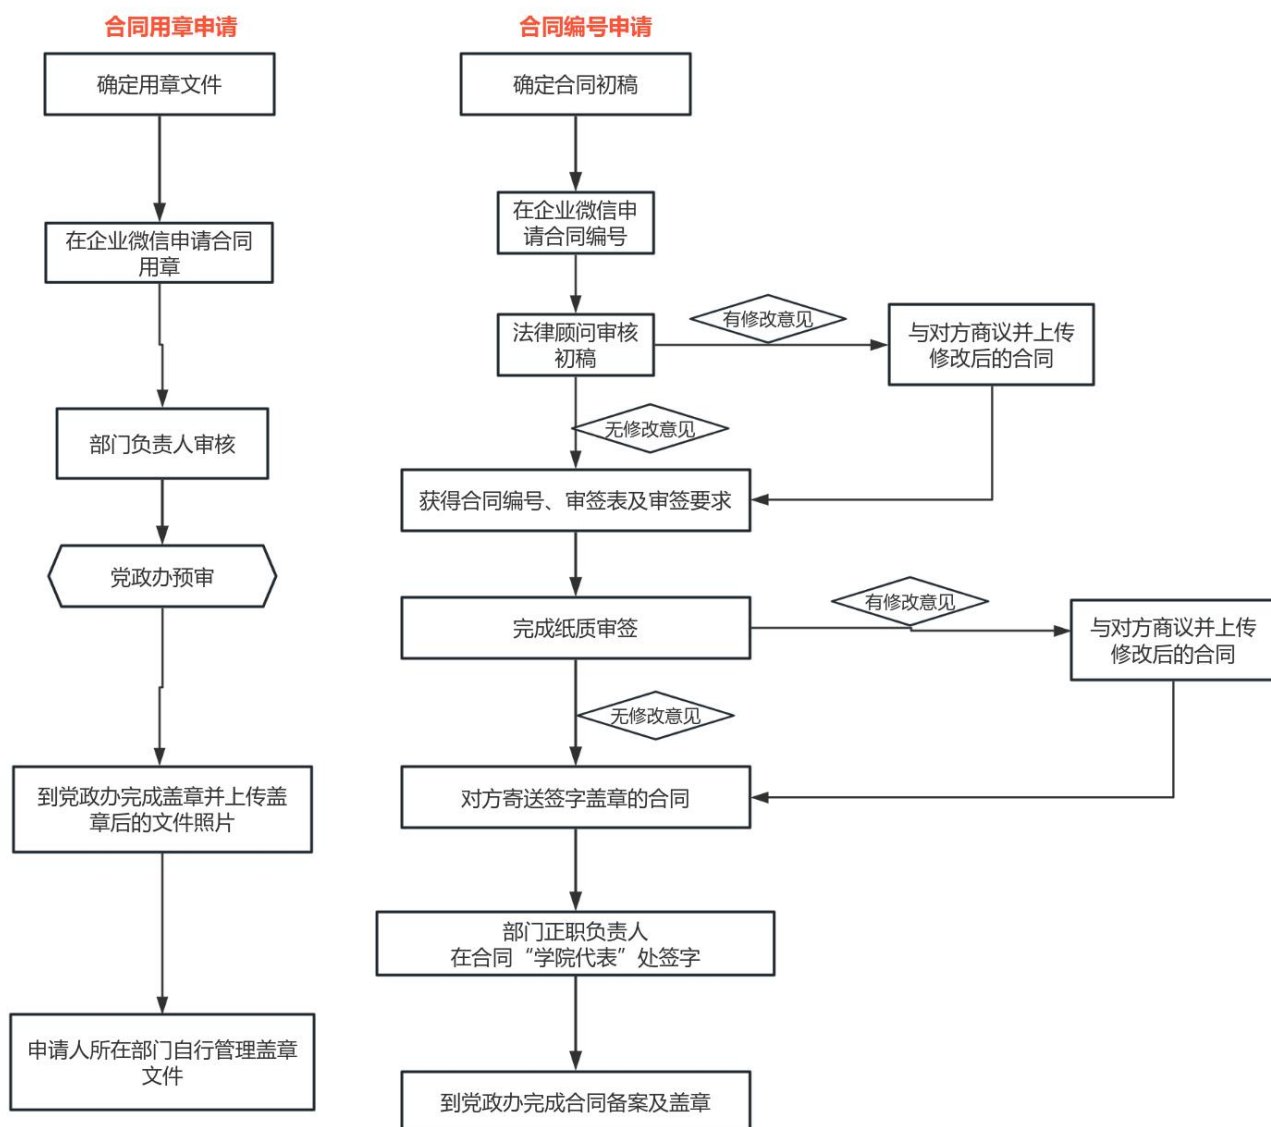 合同用章申请
确定用章文件
在企业微信申请合同
用章
部门负责人审核
党政办预审
到党政办完成盖章并上传盖
章后的文件照片
申请人所在部门自行管理盖章
文件
合同编号申请
确定合同初稿
在企业微信申
请合同编号
法律顾问审核
初稿
有修改意见
与对方商议并上传
修改后的合同
无修改意见
获得合同编号、审签表及审签要求
完成纸质审签
有修改意见
与对方商议并上传
修改后的合同
无修改意见
对方寄送签字盖章的合同
部门正职负责人
在合同“学院代表”处签字
到党政办完成合同备案及盖章